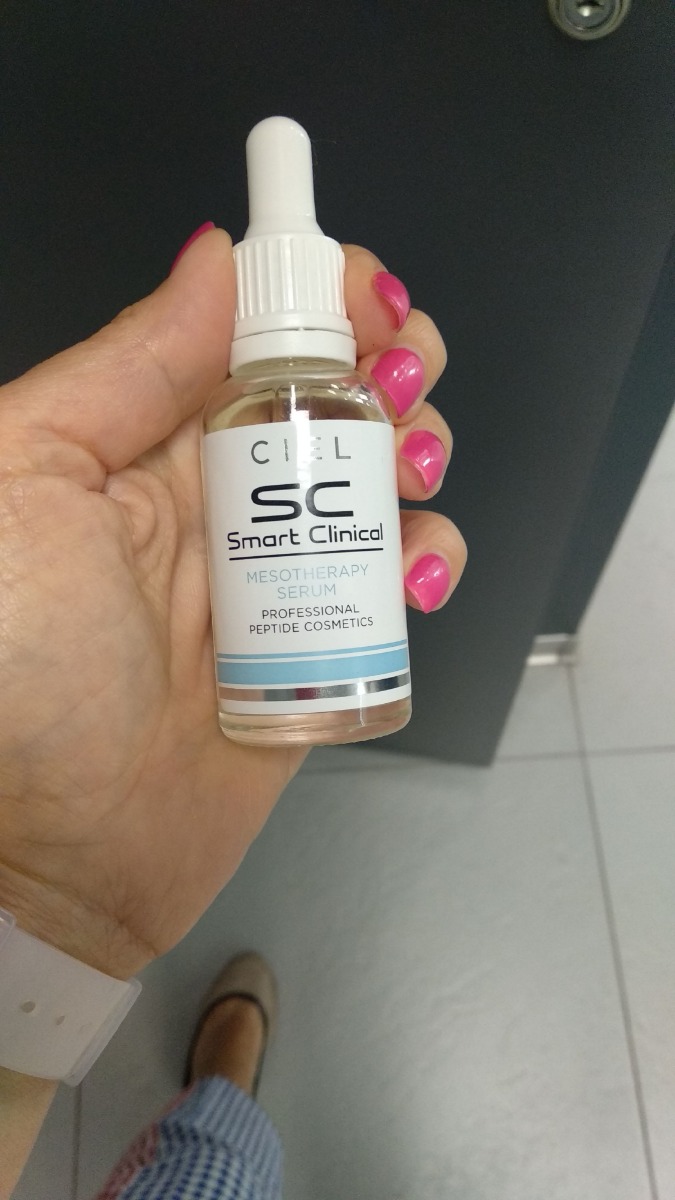 CIEL
SC
Smart Clinical
MESOTHERAPY
SERUM
PROFESSIONAL
PEPTIDE COSMETICS